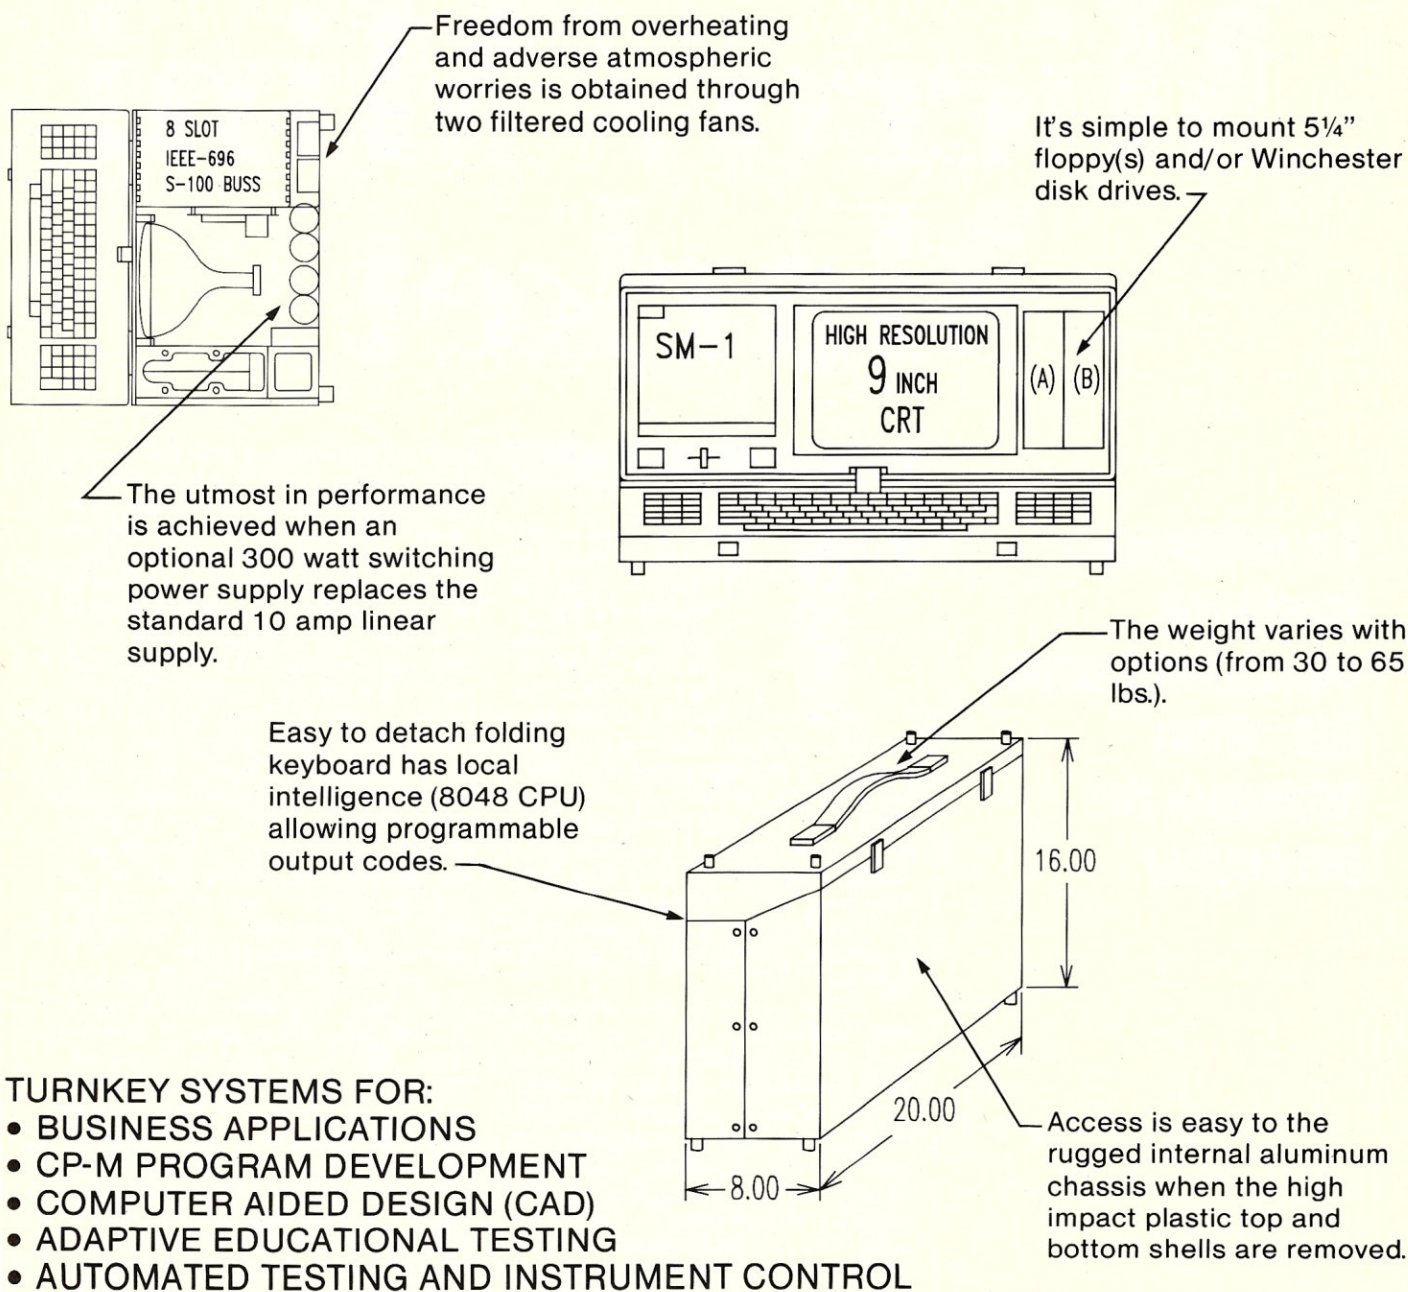 Freedom from overheating
and adverse atmospheric
worries is obtained through
two filtered cooling fans.
8 SLOT
IEEE-696
S-100 BUSS
It's simple to mount 5¼”
floppy(s) and/or Winchester
disk drives.
SM-1
HIGH RESOLUTION
9 INCH
CRT
(A) (B)
The utmost in performance
is achieved when an
optional 300 watt switching
power supply replaces the
standard 10 amp linear
supply.
The weight varies with
options (from 30 to 65
lbs.).
Easy to detach folding
keyboard has local
intelligence (8048 CPU)
allowing programmable
output codes.
16.00
20.00
8.00
Access is easy to the
rugged internal aluminum
chassis when the high
impact plastic top and
bottom shells are removed.
TURNKEY SYSTEMS FOR:
• BUSINESS APPLICATIONS
• CP-M PROGRAM DEVELOPMENT
• COMPUTER AIDED DESIGN (CAD)
• ADAPTIVE EDUCATIONAL TESTING
• AUTOMATED TESTING AND INSTRUMENT CONTROL